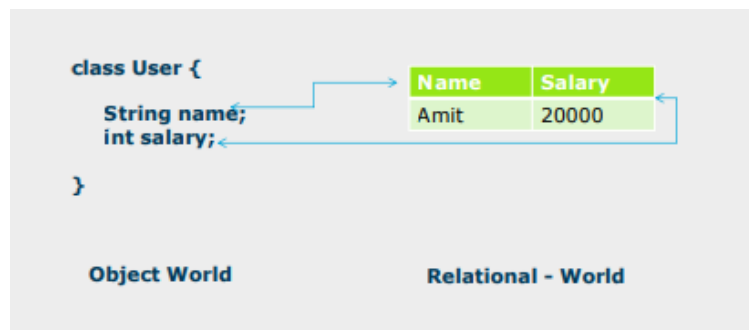 class User {
Name Salary
String name;
Amit 20000
int salary;
}
Object World
Relational - World